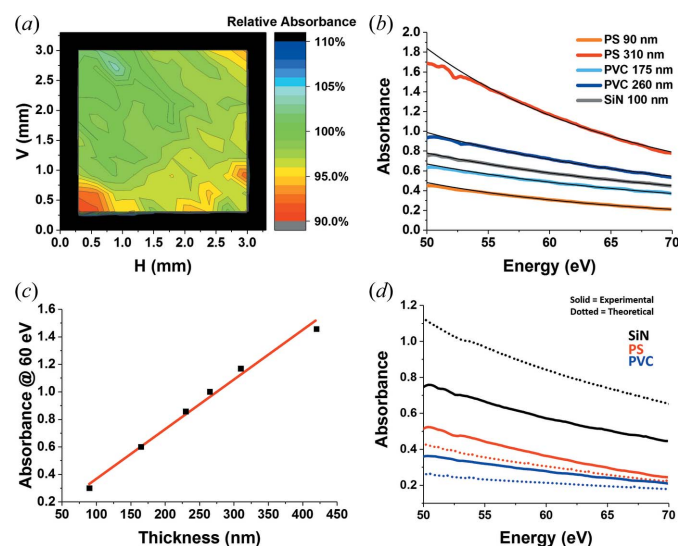 (a)
Relative Absorbance
3.0
2.5
2.0
1.5
1.0
0.5
0.0
V (mm)
0.0 0.5 1.0 1.5 2.0 2.5 3.0
H (mm)
110%
105%
100%
95.0%
90.0%
(b)
2.0
1.8
1.6
1.4
1.2
1.0
0.8
0.6
0.4
0.2
0.0
Absorbance
PS 90 nm
PS 310 nm
PVC 175 nm
PVC 260 nm
SiN 100 nm
50 55 60 65 70
Energy (eV)
(c)
1.6
1.4
1.2
1.0
0.8
0.6
0.4
0.2
Absorbance @ 60 eV
50 100 150 200 250 300 350 400 450
Thickness (nm)
(d)
Solid = Experimental
Dotted = Theoretical
SiN
PS
PVC
1.2
1.0
0.8
0.6
0.4
0.2
Absorbance
50 55 60 65 70
Energy (eV)